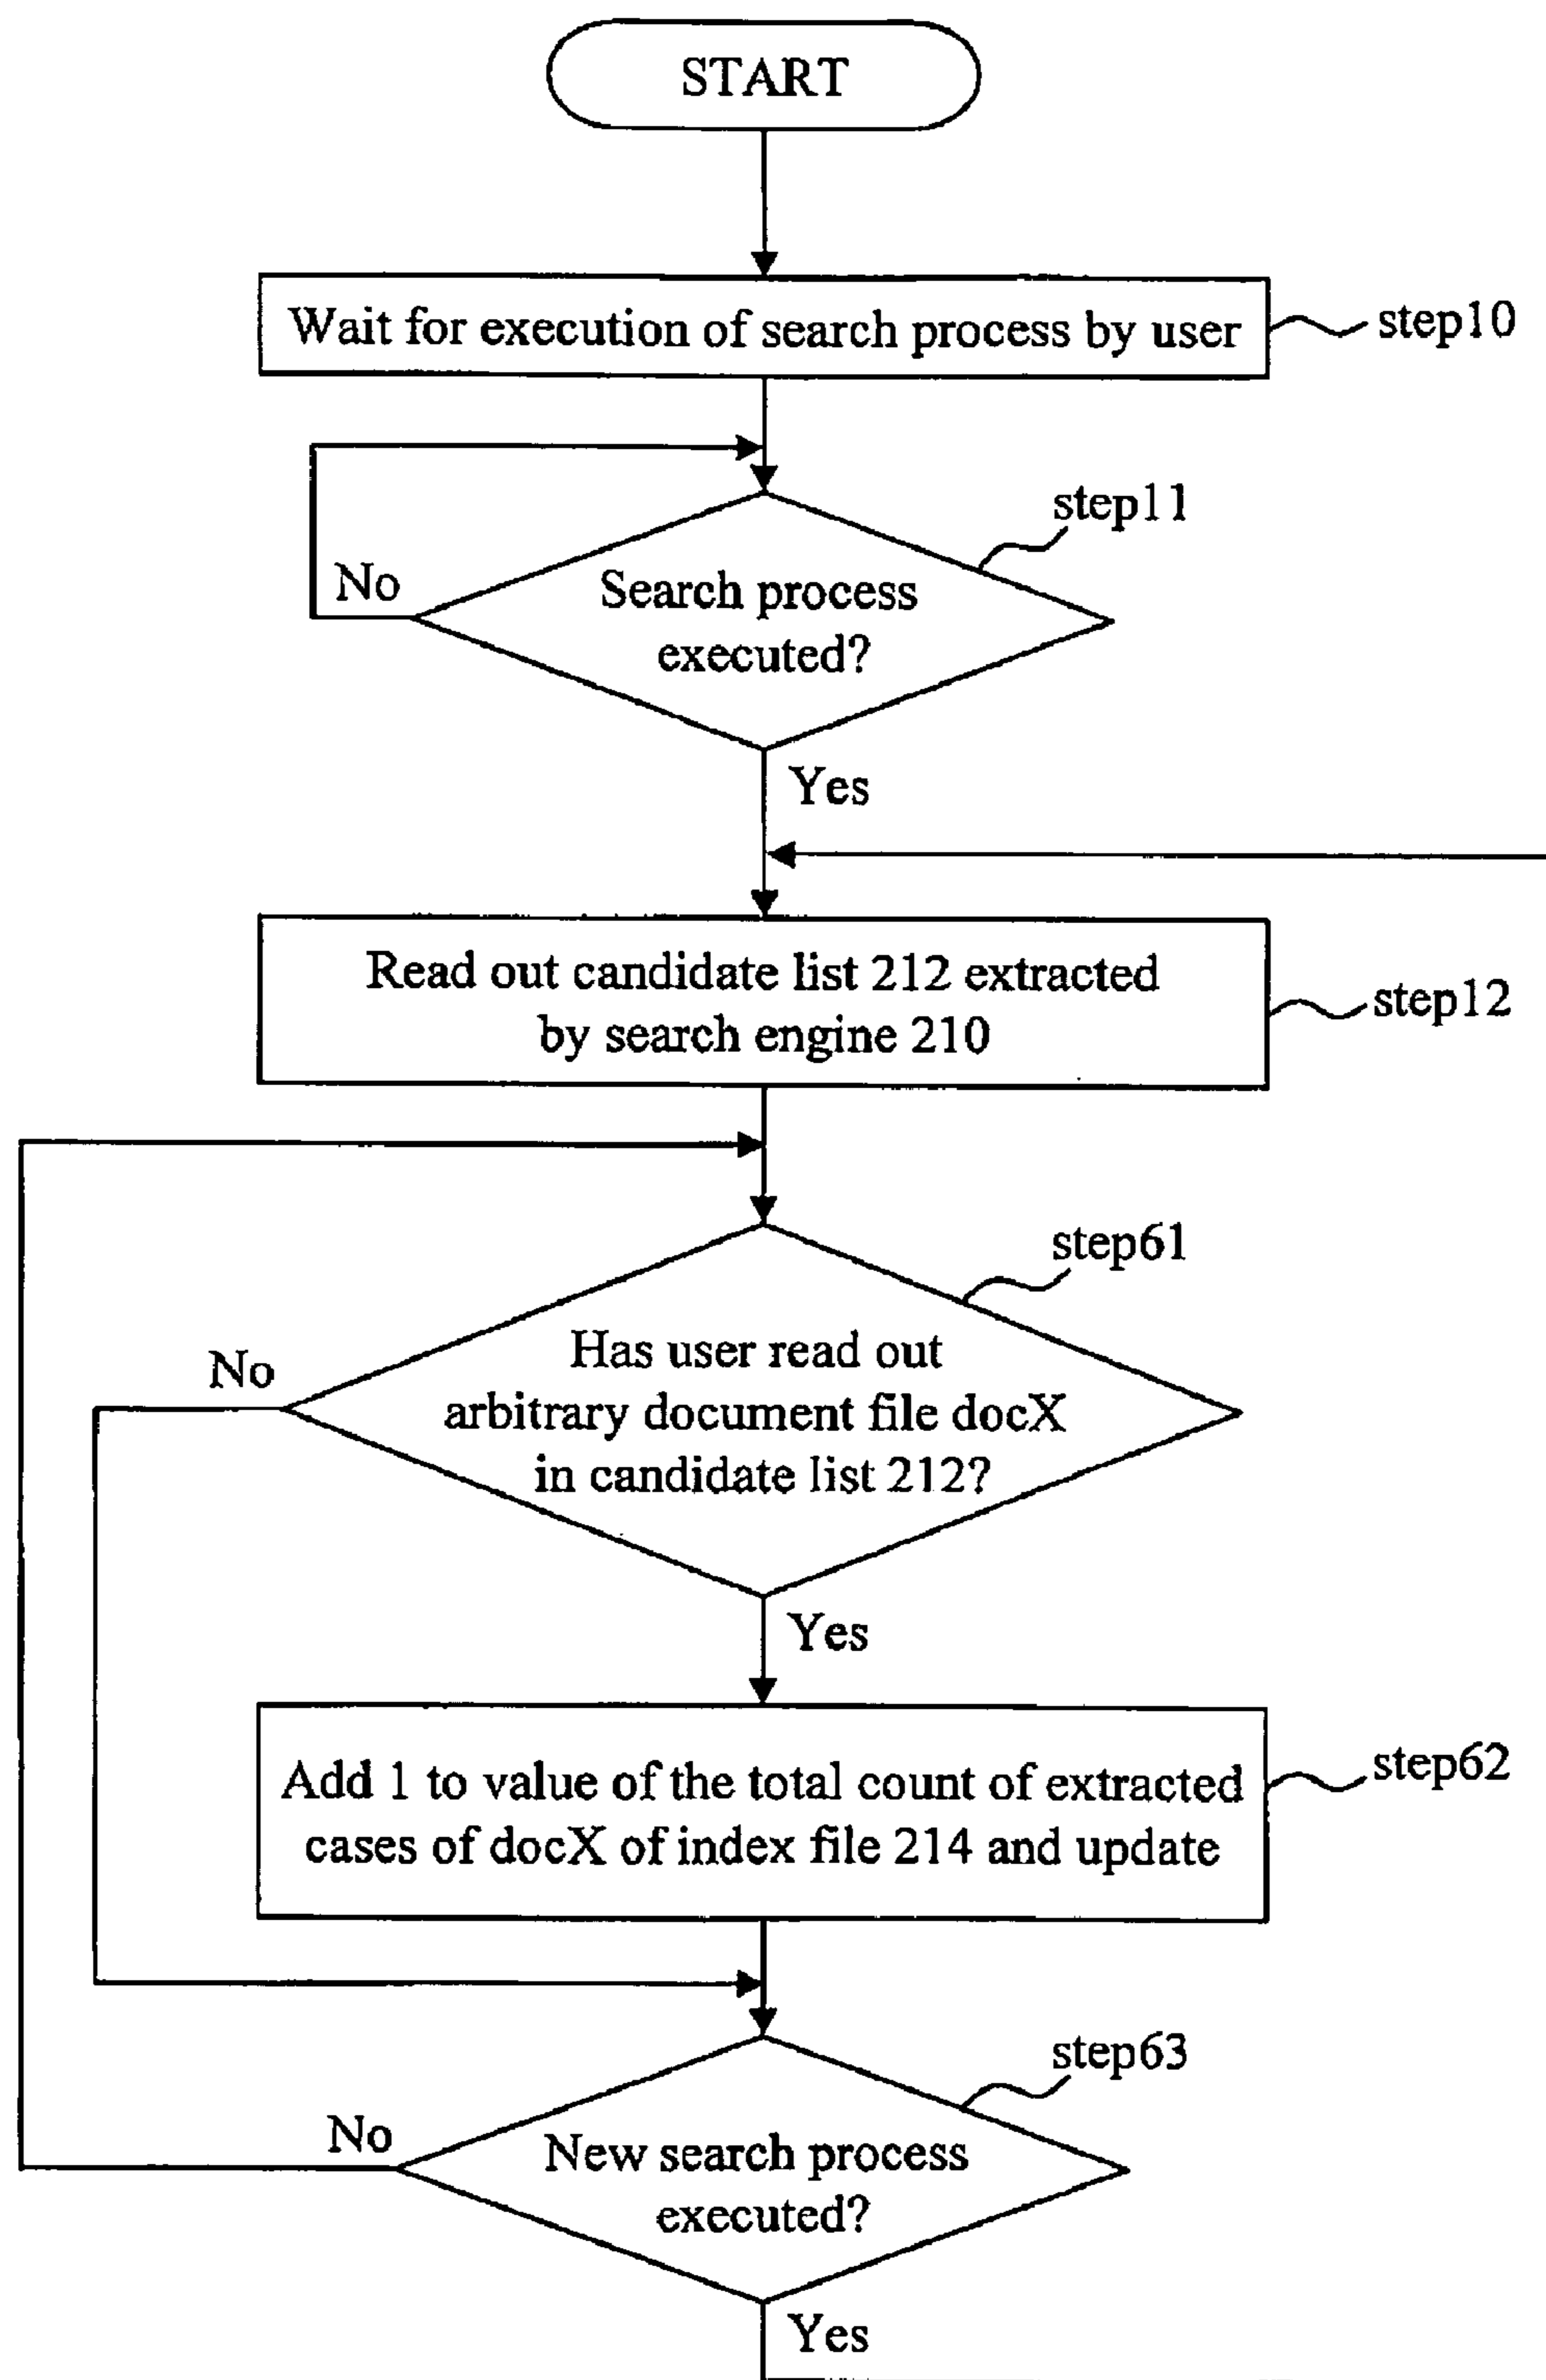 START
Wait for execution of search process by user
step10
step11
No
Search process
executed?
Yes
Read out candidate list 212 extracted
by search engine 210
step12
step61
No
Has user read out
arbitrary document file docX
in candidate list 212?
Yes
Add 1 to value of the total count of extracted
cases of docX of index file 214 and update
step62
step63
No
New search process
executed?
Yes